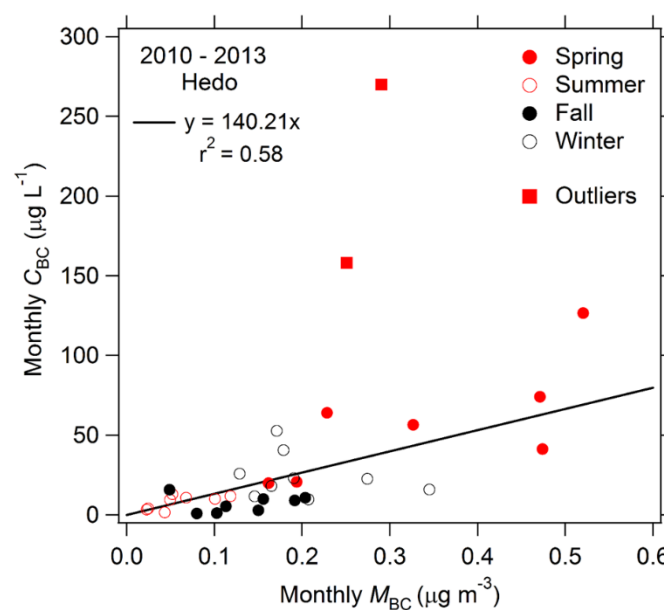 2010 - 2013
Hedo
y = 140.21x
r² = 0.58
Spring
Summer
Fall
Winter
Outliers
Monthly C_BC (μg L⁻¹)
300
250
200
150
100
50
0
0.0
0.1
0.2
0.3
0.4
0.5
0.6
Monthly M_BC (μg m⁻³)